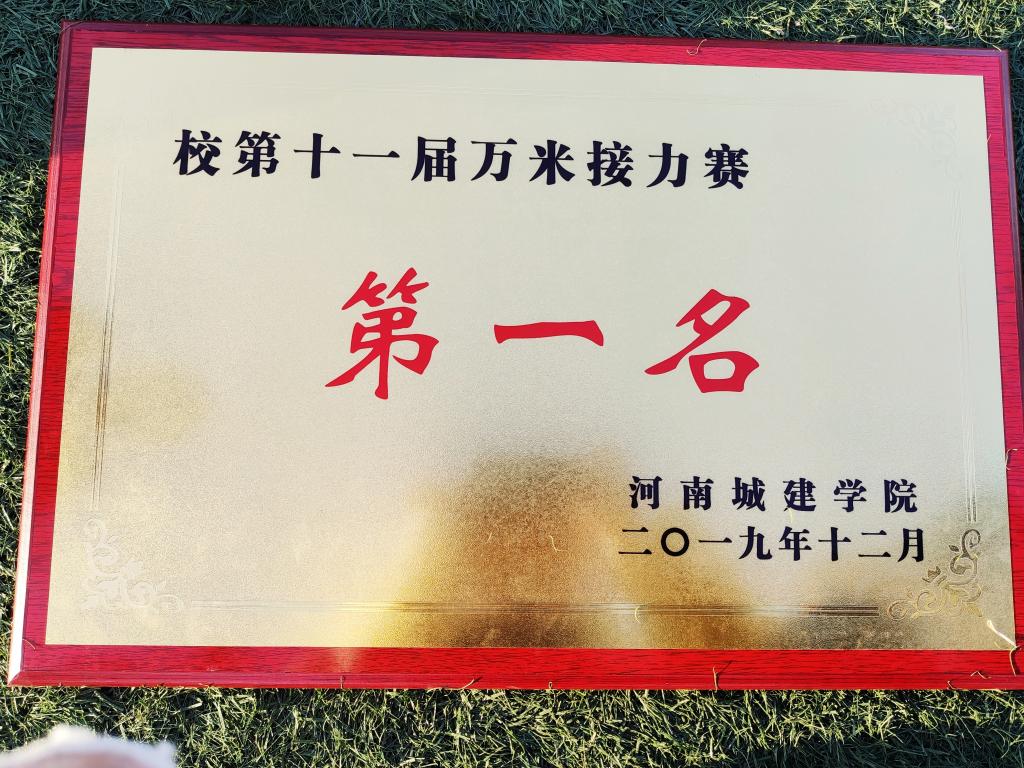 校第十一届万米接力赛
第一名
河南城建学院
二〇一九年十二月